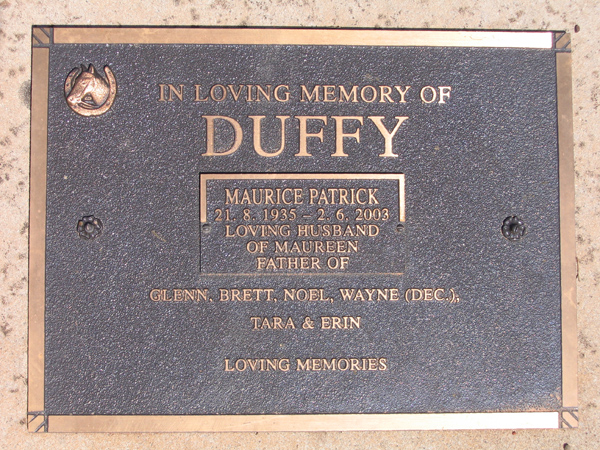 IN LOVING MEMORY OF
DUFFY
MAURICE PATRICK
21. 8. 1935 – 2. 6. 2003
LOVING HUSBAND
OF MAUREEN
FATHER OF
GLENN, BRETT, NOEL, WAYNE (DEC.),
TARA & ERIN
LOVING MEMORIES